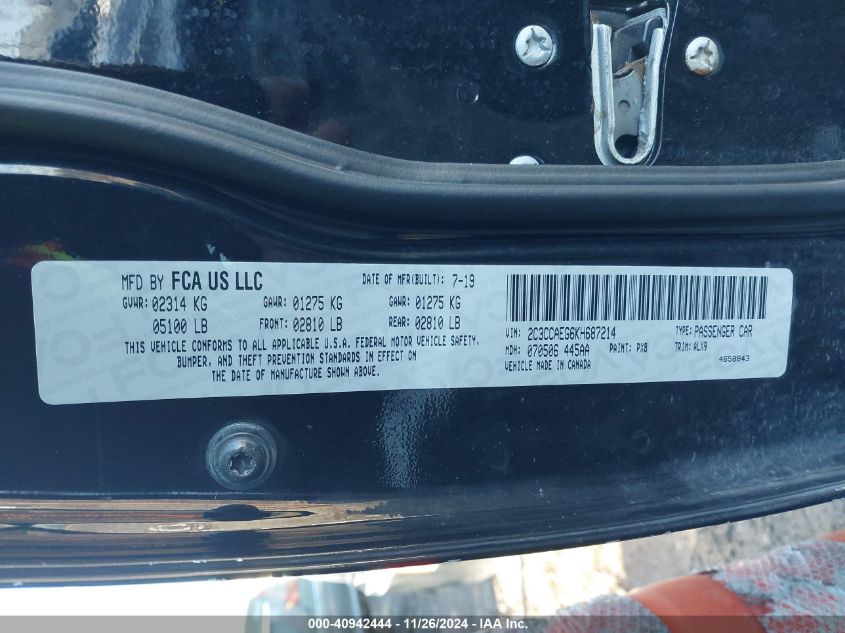 MFD BY FCA US LLC DATE OF MFR(BUILT): 7-19
GVWR: 02314 KG GAWR: 01275 KG GAWR: 01275 KG
05100 LB FRONT: 02810 LB REAR: 02810 LB
THIS VEHICLE CONFORMS TO ALL APPLICABLE U.S.A. FEDERAL MOTOR VEHICLE SAFETY,
BUMPER, AND THEFT PREVENTION STANDARDS IN EFFECT ON
THE DATE OF MANUFACTURE SHOWN ABOVE.
VIN: 2C3CCAEG6KH687214 TYPE: PASSENGER CAR
MDH: 070506 445AA PAINT: PX8 TRIM: ALX9
VEHICLE MADE IN CANADA 4658843
000-40942444 - 11/26/2024 - IAA Inc.